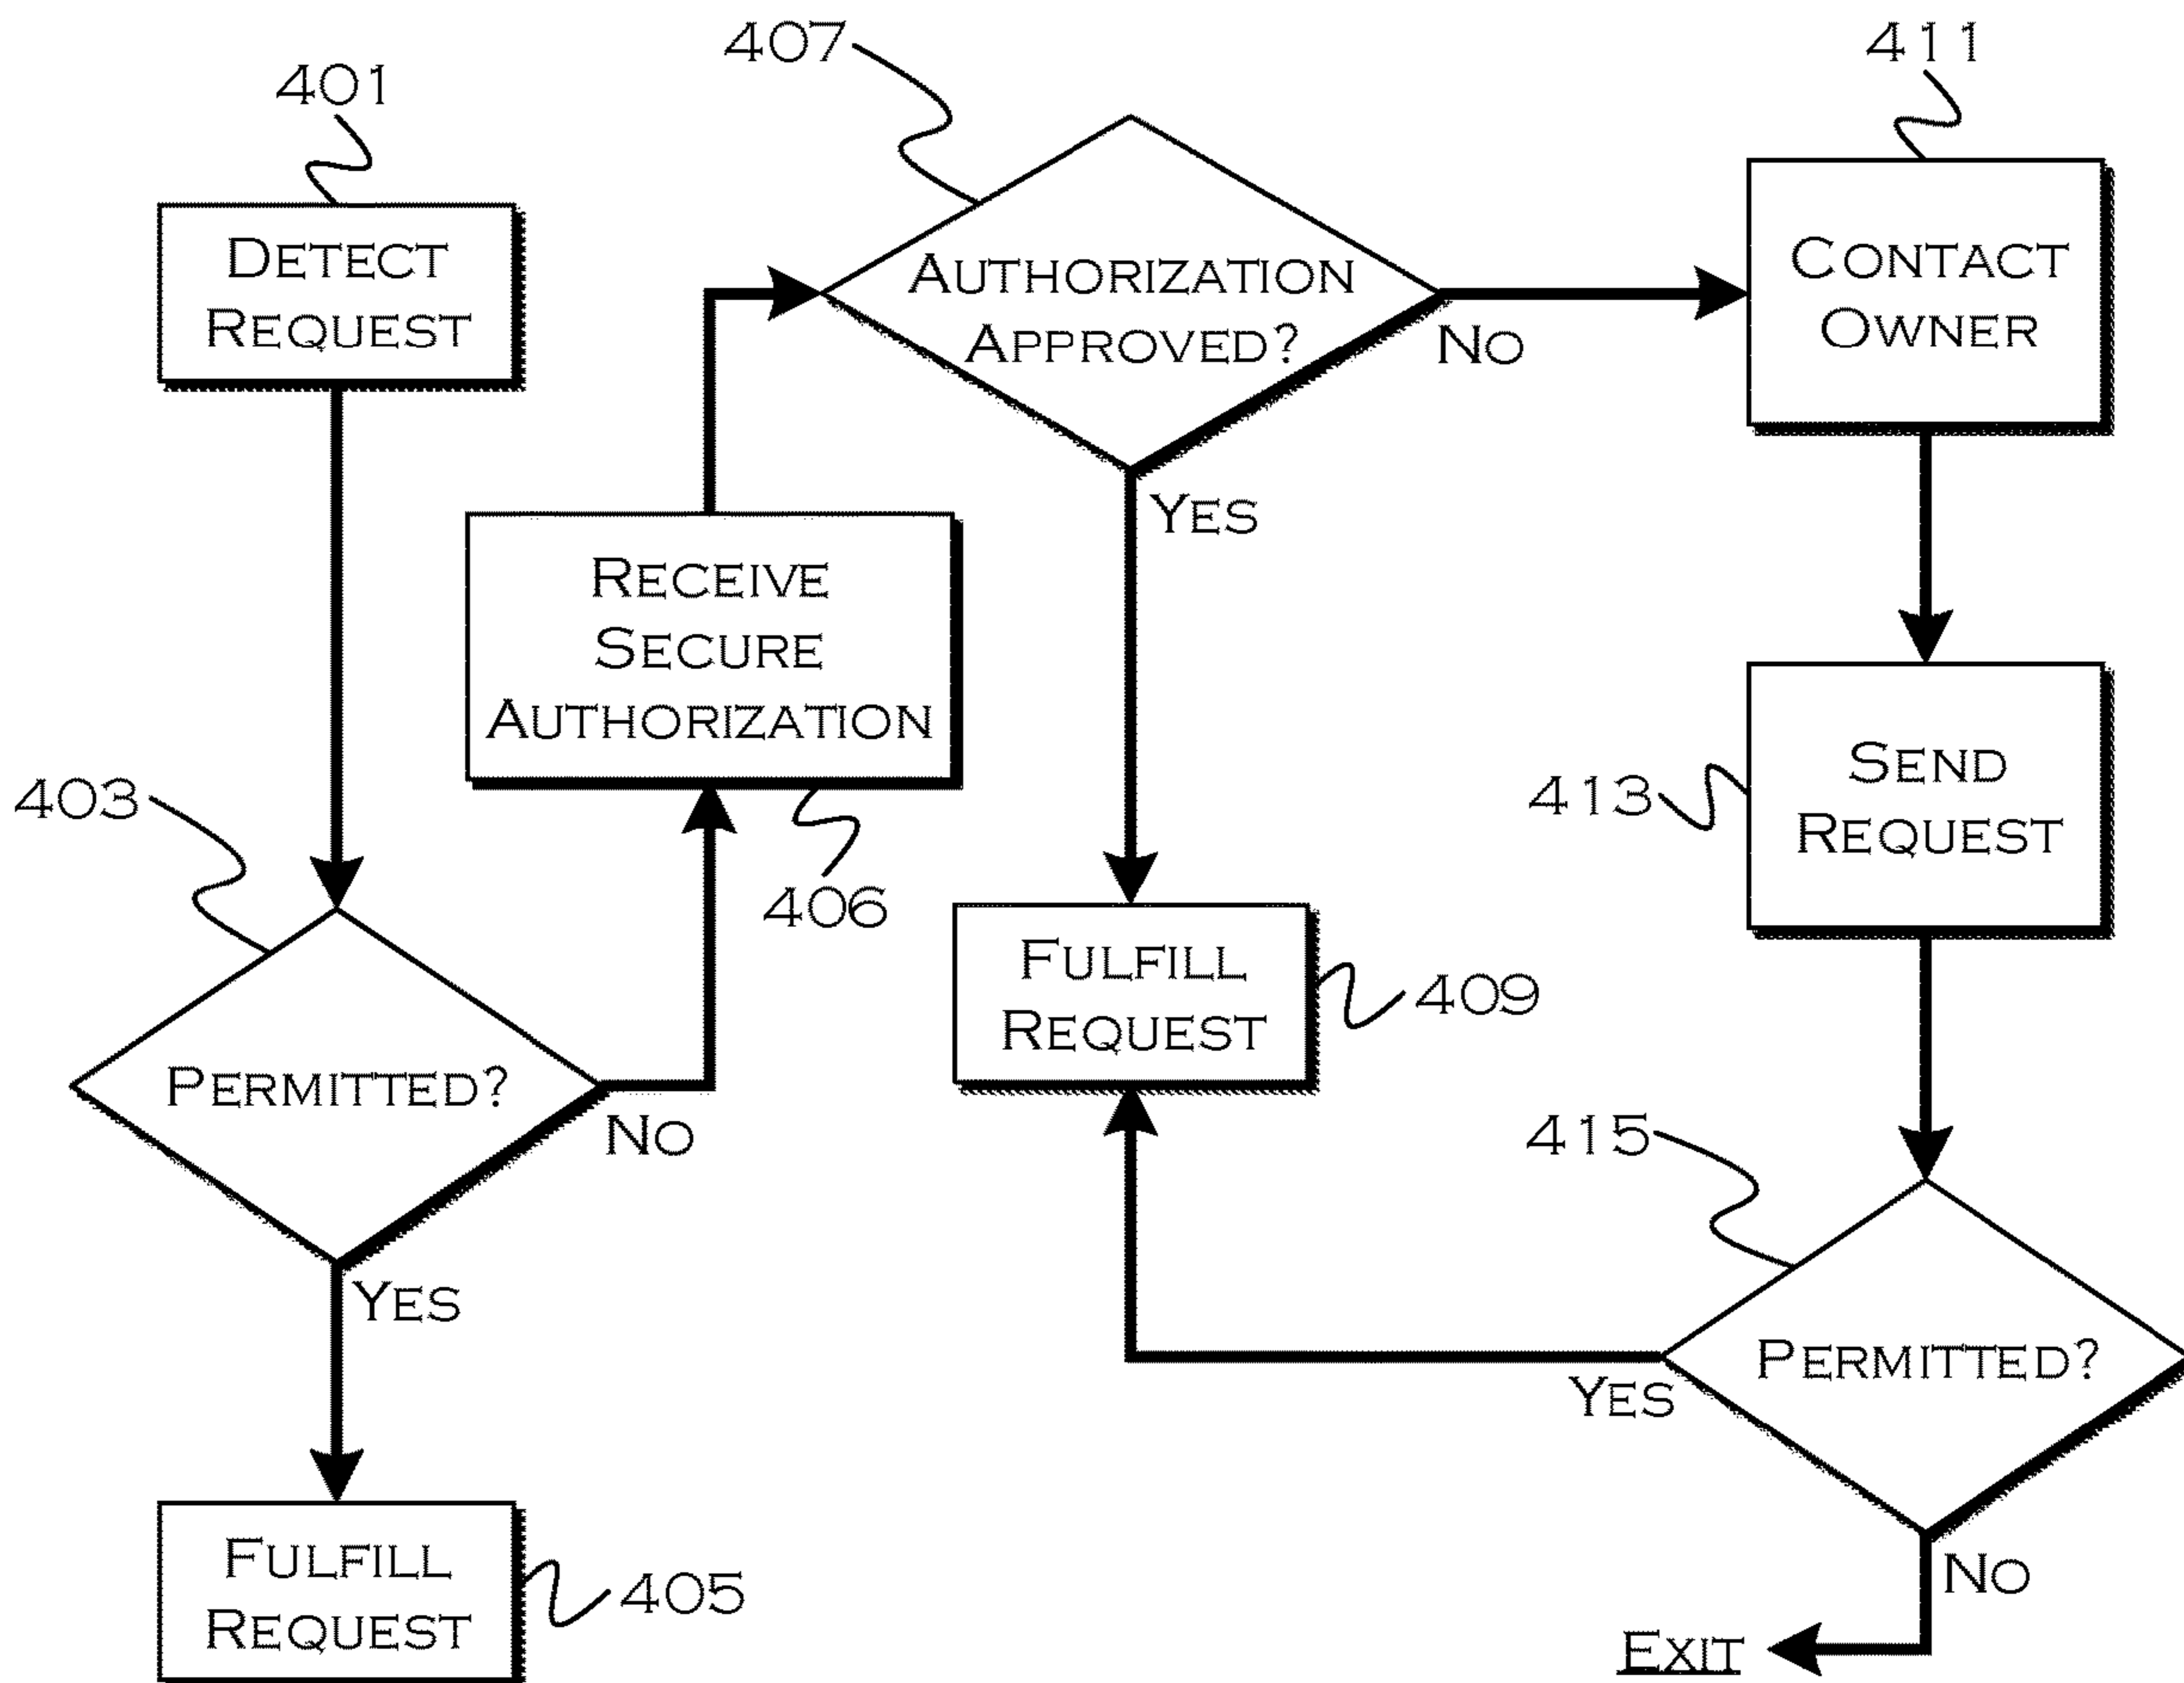 401
DETECT
REQUEST
403
PERMITTED?
NO
YES
FULFILL
REQUEST
405
RECEIVE
SECURE
AUTHORIZATION
406
407
AUTHORIZATION
APPROVED?
NO
YES
FULFILL
REQUEST
409
411
CONTACT
OWNER
413
SEND
REQUEST
415
PERMITTED?
YES
NO
EXIT